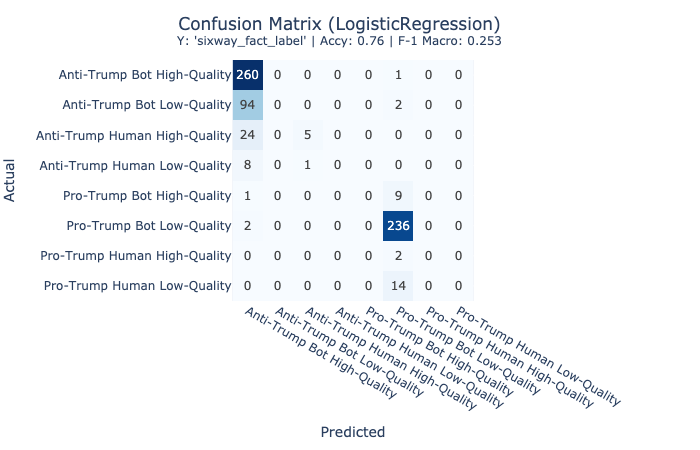 Confusion Matrix (LogisticRegression)
Y: 'sixway_fact_label' | Accy: 0.76 | F-1 Macro: 0.253
Actual
Anti-Trump Bot High-Quality 260 0 0 0 0 1 0 0
Anti-Trump Bot Low-Quality 94 0 0 0 0 2 0 0
Anti-Trump Human High-Quality 24 0 5 0 0 0 0 0
Anti-Trump Human Low-Quality 8 0 1 0 0 0 0 0
Pro-Trump Bot High-Quality 1 0 0 0 0 9 0 0
Pro-Trump Bot Low-Quality 2 0 0 0 0 236 0 0
Pro-Trump Human High-Quality 0 0 0 0 0 2 0 0
Pro-Trump Human Low-Quality 0 0 0 0 0 14 0 0
Anti-Trump Bot High-Quality
Anti-Trump Bot Low-Quality
Anti-Trump Human High-Quality
Anti-Trump Human Low-Quality
Pro-Trump Bot High-Quality
Pro-Trump Bot Low-Quality
Pro-Trump Human High-Quality
Pro-Trump Human Low-Quality
Predicted